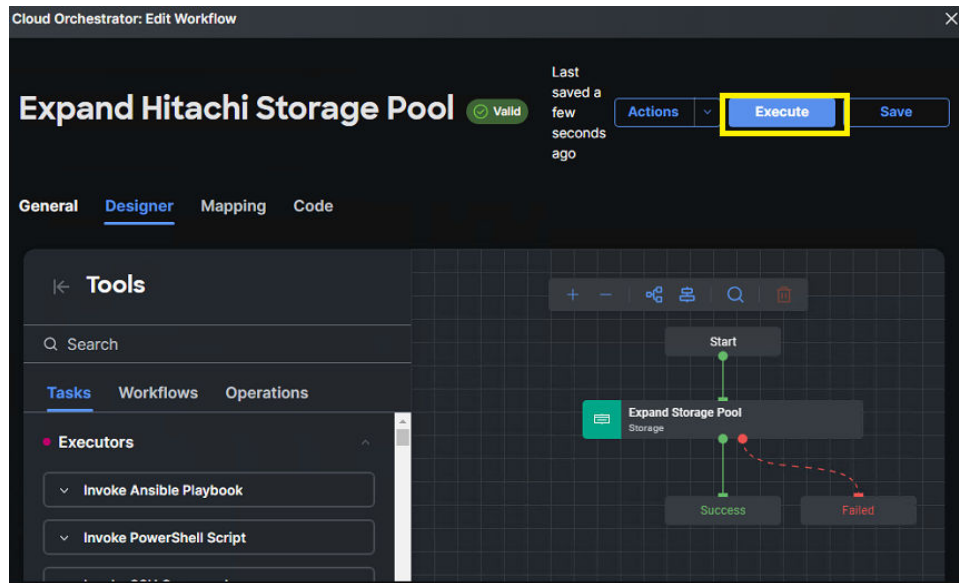 Cloud Orchestrator: Edit Workflow
Expand Hitachi Storage Pool
Valid
Last
saved a
few
seconds
ago
Actions
Execute
Save
General Designer Mapping Code
Tools
Search
Tasks Workflows Operations
Executors
Invoke Ansible Playbook
Invoke PowerShell Script
Start
Expand Storage Pool
Storage
Success
Failed